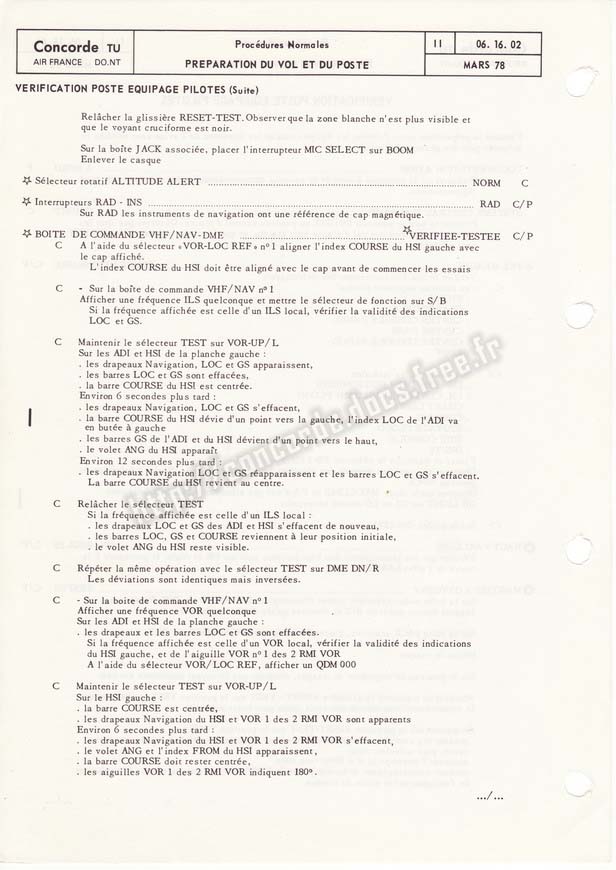 Concorde TU
AIR FRANCE DO.NT
Procédures Normales
PREPARATION DU VOL ET DU POSTE
II
06. 16. 02
MARS 78
VERIFICATION POSTE EQUIPAGE PILOTES (Suite)
Relâcher la glissière RESET-TEST. Observer que la zone blanche n'est plus visible et
que le voyant cruciforme est noir.
Sur la boîte JACK associée, placer l'interrupteur MIC SELECT sur BOOM
Enlever le casque
☆ Sélecteur rotatif ALTITUDE ALERT ........ NORM C
☆ Interrupteurs RAD - INS ........ RAD C/P
Sur RAD les instruments de navigation ont une référence de cap magnétique.
☆ BOITE DE COMMANDE VHF/NAV-DME ........ ☆VERIFIEE-TESTEE C/P
C A l'aide du sélecteur «VOR-LOC REF» n° 1 aligner l'index COURSE du HSI gauche avec
le cap affiché.
L'index COURSE du HSI doit être aligné avec le cap avant de commencer les essais
C - Sur la boîte de commande VHF/NAV n° 1
Afficher une fréquence ILS quelconque et mettre le sélecteur de fonction sur S/B
Si la fréquence affichée est celle d'un ILS local, vérifier la validité des indications
LOC et GS.
C Maintenir le sélecteur TEST sur VOR-UP/L
Sur les ADI et HSI de la planche gauche :
. les drapeaux Navigation, LOC et GS apparaissent,
. les barres LOC et GS sont effacées,
. la barre COURSE du HSI est centrée.
Environ 6 secondes plus tard :
. les drapeaux Navigation, LOC et GS s'effacent,
. la barre COURSE du HSI dévie d'un point vers la gauche, l'index LOC de l'ADI va
en butée à gauche
. les barres GS de l'ADI et du HSI dévient d'un point vers le haut,
. le volet ANG du HSI apparaît
Environ 12 secondes plus tard :
. les drapeaux Navigation LOC et GS réapparaissent et les barres LOC et GS s'effacent.
La barre COURSE du HSI revient au centre.
C Relâcher le sélecteur TEST
Si la fréquence affichée est celle d'un ILS local :
. les drapeaux LOC et GS des ADI et HSI s'effacent de nouveau,
. les barres LOC, GS et COURSE reviennent à leur position initiale,
. le volet ANG du HSI reste visible.
C Répéter la même opération avec le sélecteur TEST sur DME DN/R
Les déviations sont identiques mais inversées.
C - Sur la boite de commande VHF/NAV n° 1
Afficher une fréquence VOR quelconque
Sur les ADI et HSI de la planche gauche :
. les drapeaux et les barres LOC et GS sont effacées.
Si la fréquence affichée est celle d'un VOR local, vérifier la validité des indications
du HSI gauche, et de l'aiguille VOR n° 1 des 2 RMI VOR
A l'aide du sélecteur VOR/LOC REF, afficher un QDM 000
C Maintenir le sélecteur TEST sur VOR-UP/L
Sur le HSI gauche :
. la barre COURSE est centrée,
. les drapeaux Navigation du HSI et VOR 1 des 2 RMI VOR sont apparents
Environ 6 secondes plus tard :
. les drapeaux Navigation du HSI et VOR 1 des 2 RMI VOR s'effacent,
. le volet ANG et l'index FROM du HSI apparaissent,
. la barre COURSE doit rester centrée,
. les aiguilles VOR 1 des 2 RMI VOR indiquent 180°.
.../...